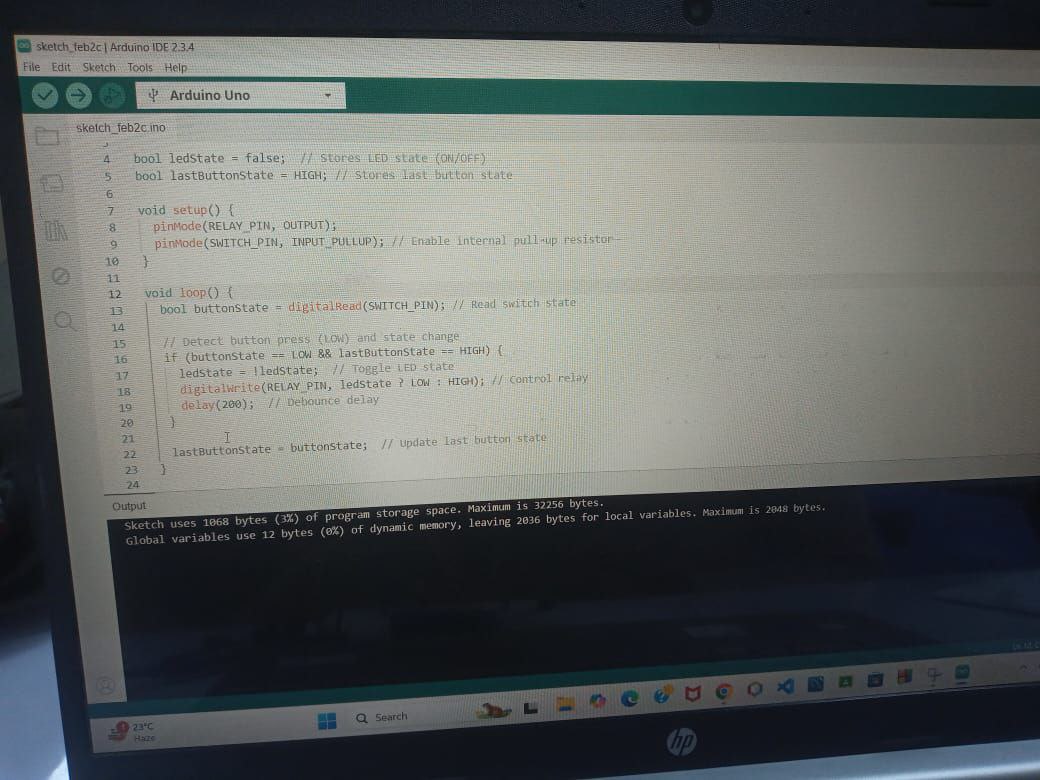 sketch_feb2c | Arduino IDE 2.3.4
File Edit Sketch Tools Help
Arduino Uno
sketch_feb2c.ino
4 bool ledState = false; // Stores LED state (ON/OFF)
5 bool lastButtonState = HIGH; // Stores last button state
6
7 void setup() {
8 pinMode(RELAY_PIN, OUTPUT);
9 pinMode(SWITCH_PIN, INPUT_PULLUP); // Enable internal pull-up resistor
10 }
11
12 void loop() {
13 bool buttonState = digitalRead(SWITCH_PIN); // Read switch state
14
15 // Detect button press (LOW) and state change
16 if (buttonState == LOW && lastButtonState == HIGH) {
17 ledState = !ledState; // Toggle LED state
18 digitalWrite(RELAY_PIN, ledState ? LOW : HIGH); // Control relay
19 delay(200); // Debounce delay
20 }
21
22 lastButtonState = buttonState; // Update last button state
23 }
24
Output
Sketch uses 1068 bytes (3%) of program storage space. Maximum is 32256 bytes.
Global variables use 12 bytes (0%) of dynamic memory, leaving 2036 bytes for local variables. Maximum is 2048 bytes.
1
23°C
Haze
Search
hp